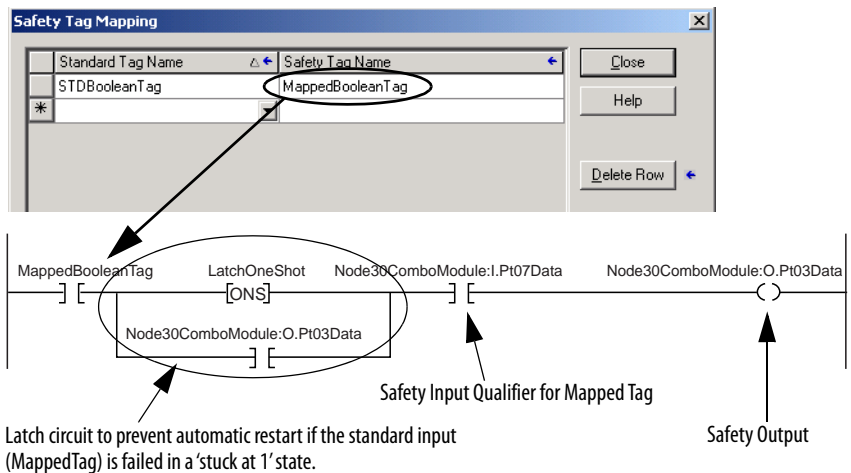 Safety Tag Mapping
Standard Tag Name Safety Tag Name
STDBooleanTag MappedBooleanTag
*
Close
Help
Delete Row
MappedBooleanTag LatchOneShot Node30ComboModule:I.Pt07Data Node30ComboModule:O.Pt03Data
ONS
Node30ComboModule:O.Pt03Data
Safety Input Qualifier for Mapped Tag
Latch circuit to prevent automatic restart if the standard input
(MappedTag) is failed in a ‘stuck at 1’ state.
Safety Output